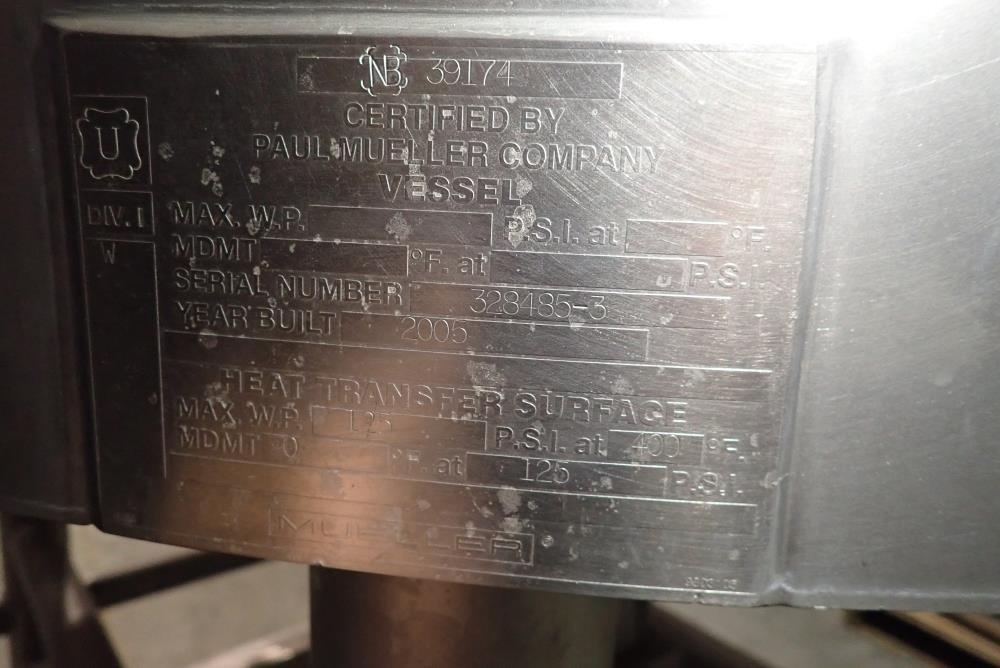 NB 39174
CERTIFIED BY
PAUL MUELLER COMPANY
VESSEL
U
DIV. 1
W
MAX. W.P. P.S.I. at °F.
MDMT °F. at P.S.I.
SERIAL NUMBER 328485-3
YEAR BUILT 2005
HEAT TRANSFER SURFACE
MAX. W.P. 125 P.S.I. at 400 °F.
MDMT 0 °F. at 125 P.S.I.
MUELLER ®